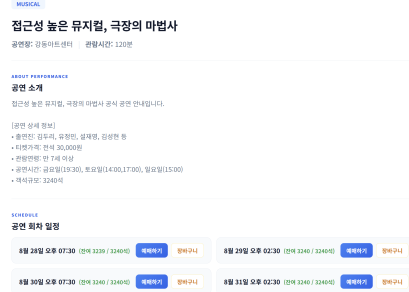 MUSICAL
접근성 높은 뮤지컬, 극장의 마법사
공연장: 강동아트센터 | 관람시간: 120분
ABOUT PERFORMANCE
공연 소개
접근성 높은 뮤지컬, 극장의 마법사 공식 공연 안내입니다.
[공연 상세 정보]
• 출연진: 김두리, 유정민, 설재영, 김성현 등
• 티켓가격: 전석 30,000원
• 관람연령: 만 7세 이상
• 공연시간: 금요일(19:30), 토요일(14:00,17:00), 일요일(15:00)
• 객석규모: 3240석
SCHEDULE
공연 회차 일정
8월 28일 오후 07:30 (잔여 3239 / 3240석) 예매하기 장바구니
8월 29일 오후 02:30 (잔여 3240 / 3240석) 예매하기 장바구니
8월 30일 오후 07:30 (잔여 3240 / 3240석) 예매하기 장바구니
8월 31일 오후 02:30 (잔여 3240 / 3240석) 예매하기 장바구니